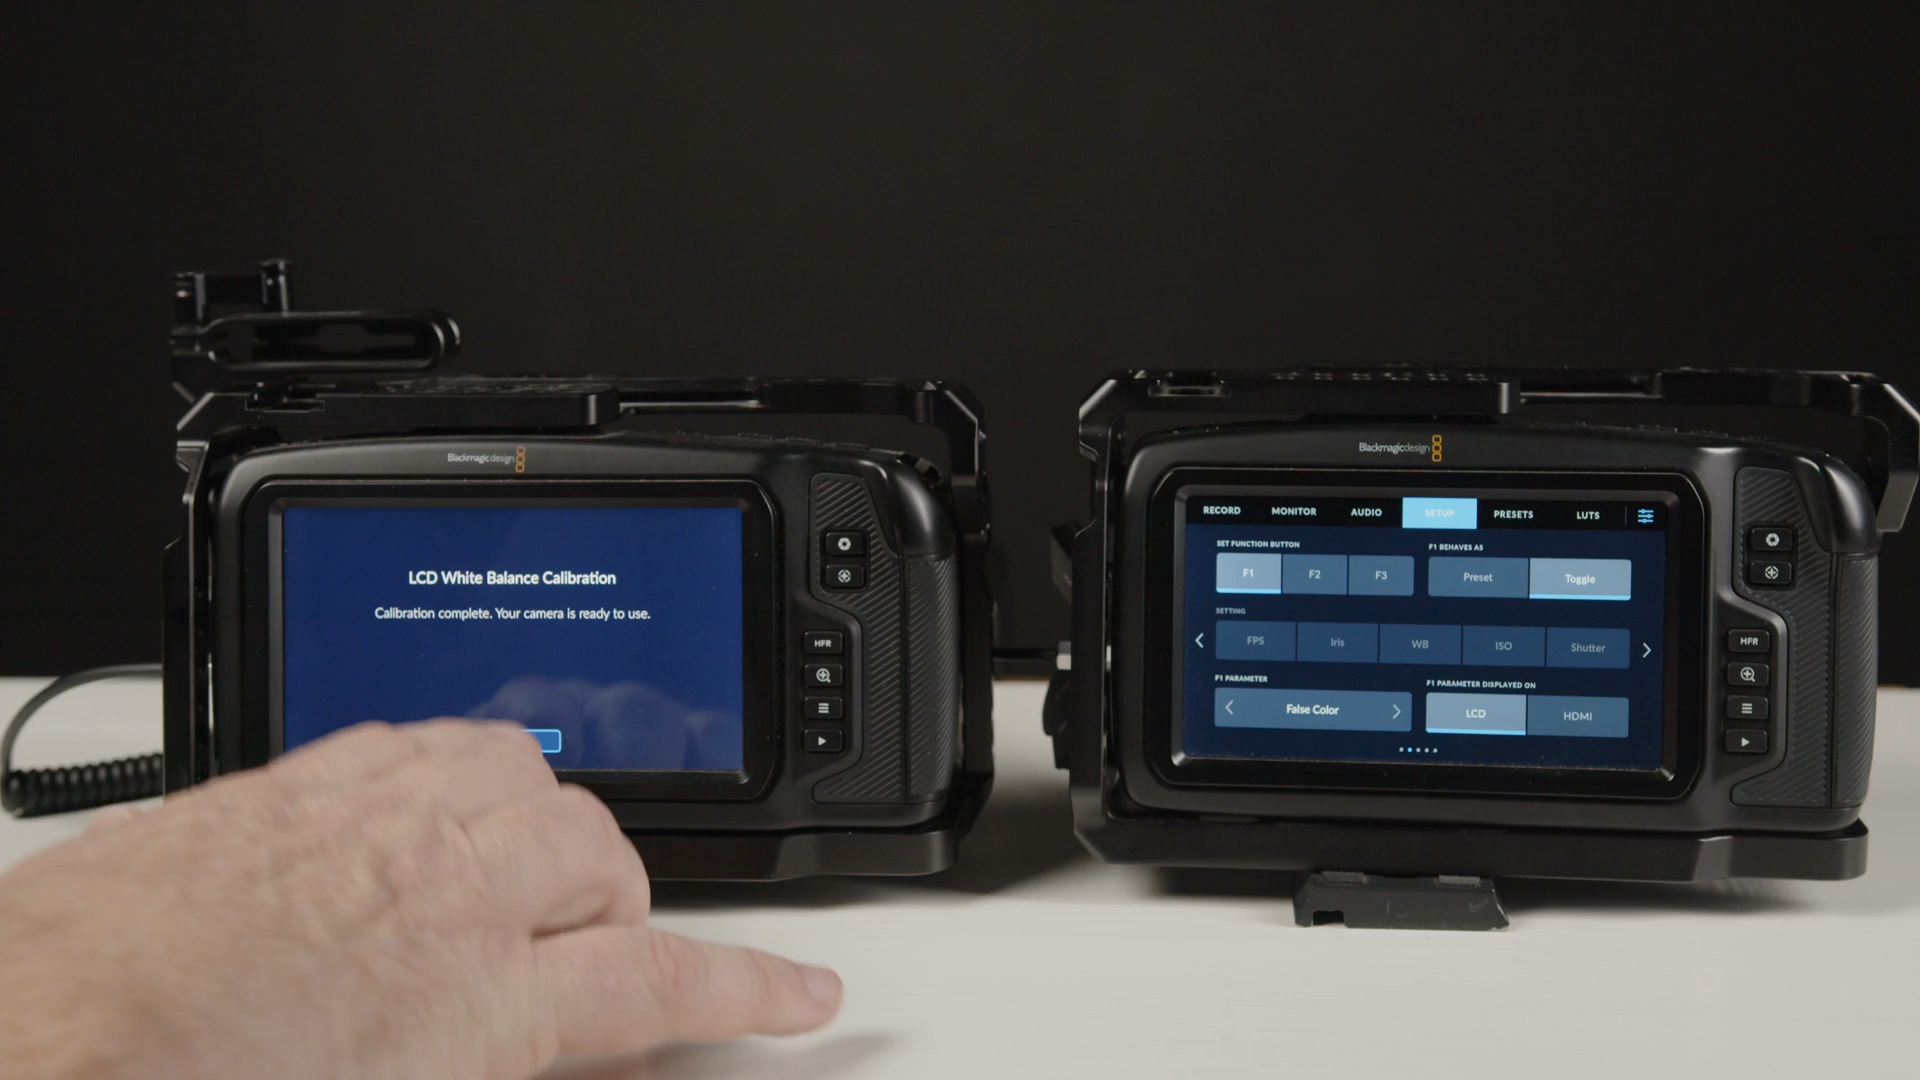 Blackmagicdesign
LCD White Balance Calibration
Calibration complete. Your camera is ready to use.
HFR
Blackmagicdesign
RECORD MONITOR AUDIO SETUP PRESETS LUTS
SET FUNCTION BUTTON F1 BEHAVES AS
F1 F2 F3 Preset Toggle
SETTING
FPS Iris WB ISO Shutter
F1 PARAMETER F1 PARAMETER DISPLAYED ON
False Color LCD HDMI
HFR